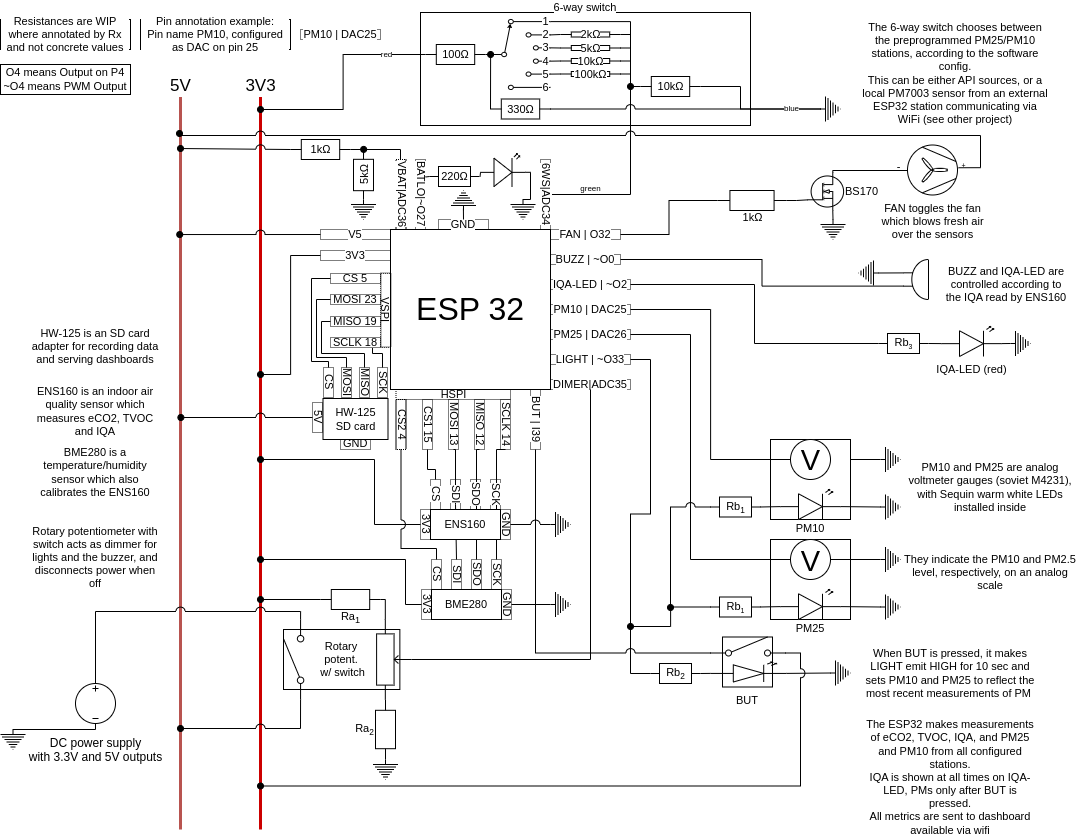 Resistances are WIP
where annotated by Rx
and not concrete values
Pin annotation example:
Pin name PM10, configured
as DAC on pin 25
PM10 | DAC25
O4 means Output on P4
~O4 means PWM Output
5V
3V3
6-way switch
red
100Ω
1
2
3
4
5
6
2kΩ
5kΩ
10kΩ
100kΩ
330Ω
10kΩ
blue
green
The 6-way switch chooses between
the preprogrammed PM25/PM10
stations, according to the software
config.
This can be either API sources, or a
local PM7003 sensor from an external
ESP32 station communicating via
WiFi (see other project)
1kΩ
5kΩ
VBAT|ADC36
BATLO|~O27
220Ω
GND
6WS|ADC34
1kΩ
BS170
-
+
FAN toggles the fan
which blows fresh air
over the sensors
V5
3V3
CS 5
MOSI 23
MISO 19
SCLK 18
VSPI
ESP 32
FAN | O32
BUZZ | ~O0
IQA-LED | ~O2
PM10 | DAC25
PM25 | DAC26
LIGHT | ~O33
DIMER|ADC35
BUZZ and IQA-LED are
controlled according to
the IQA read by ENS160
Rb3
IQA-LED (red)
HW-125 is an SD card
adapter for recording data
and serving dashboards
ENS160 is an indoor air
quality sensor which
measures eCO2, TVOC
and IQA
BME280 is a
temperature/humidity
sensor which also
calibrates the ENS160
Rotary potentiometer with
switch acts as dimmer for
lights and the buzzer, and
disconnects power when
off
CS
MOSI
MISO
SCK
5V
HW-125
SD card
GND
HSPI
CS2 4
CS1 15
MOSI 13
MISO 12
SCLK 14
BUT | I39
CS
SDI
SDO
SCK
3V3
ENS160
GND
CS
SDI
SDO
SCK
3V3
BME280
GND
V
Rb1
PM10
V
Rb1
PM25
PM10 and PM25 are analog
voltmeter gauges (soviet M4231),
with Sequin warm white LEDs
installed inside
They indicate the PM10 and PM2.5
level, respectively, on an analog
scale
Ra1
Rotary
potent.
w/ switch
Ra2
Rb2
BUT
When BUT is pressed, it makes
LIGHT emit HIGH for 10 sec and
sets PM10 and PM25 to reflect the
most recent measurements of PM
+
−
DC power supply
with 3.3V and 5V outputs
The ESP32 makes measurements
of eCO2, TVOC, IQA, and PM25
and PM10 from all configured
stations.
IQA is shown at all times on IQA-
LED, PMs only after BUT is
pressed.
All metrics are sent to dashboard
available via wifi